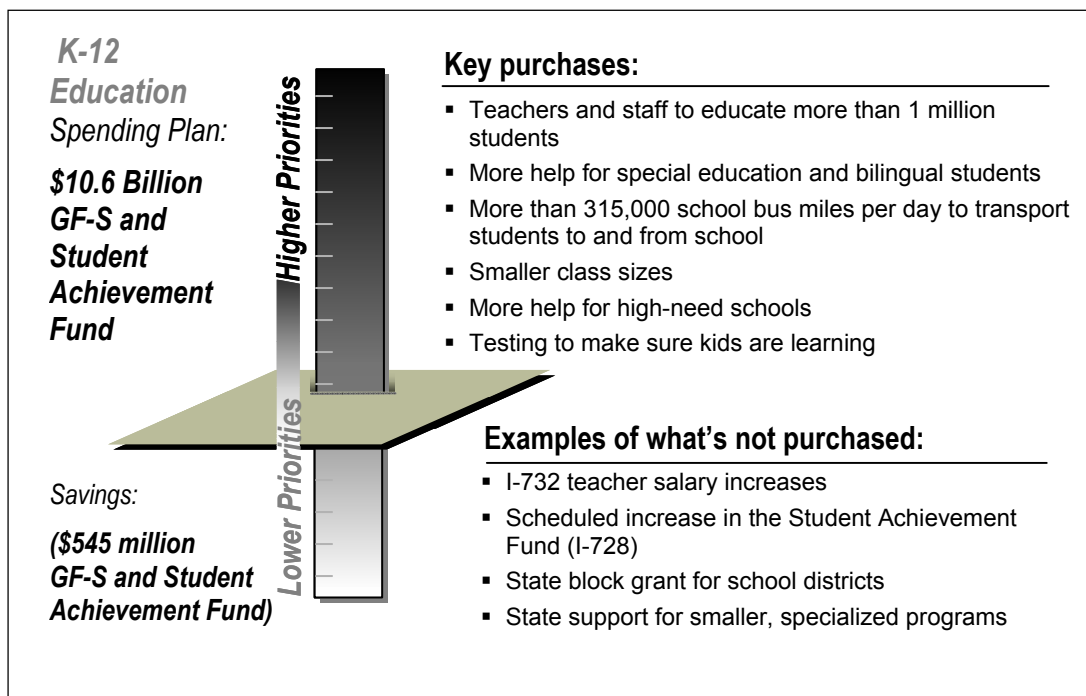 K-12
Education
Spending Plan:
$10.6 Billion
GF-S and
Student
Achievement
Fund
Higher Priorities
Lower Priorities
Key purchases:
▪ Teachers and staff to educate more than 1 million
students
▪ More help for special education and bilingual students
▪ More than 315,000 school bus miles per day to transport
students to and from school
▪ Smaller class sizes
▪ More help for high-need schools
▪ Testing to make sure kids are learning
Savings:
($545 million
GF-S and Student
Achievement Fund)
Examples of what's not purchased:
▪ I-732 teacher salary increases
▪ Scheduled increase in the Student Achievement
Fund (I-728)
▪ State block grant for school districts
▪ State support for smaller, specialized programs